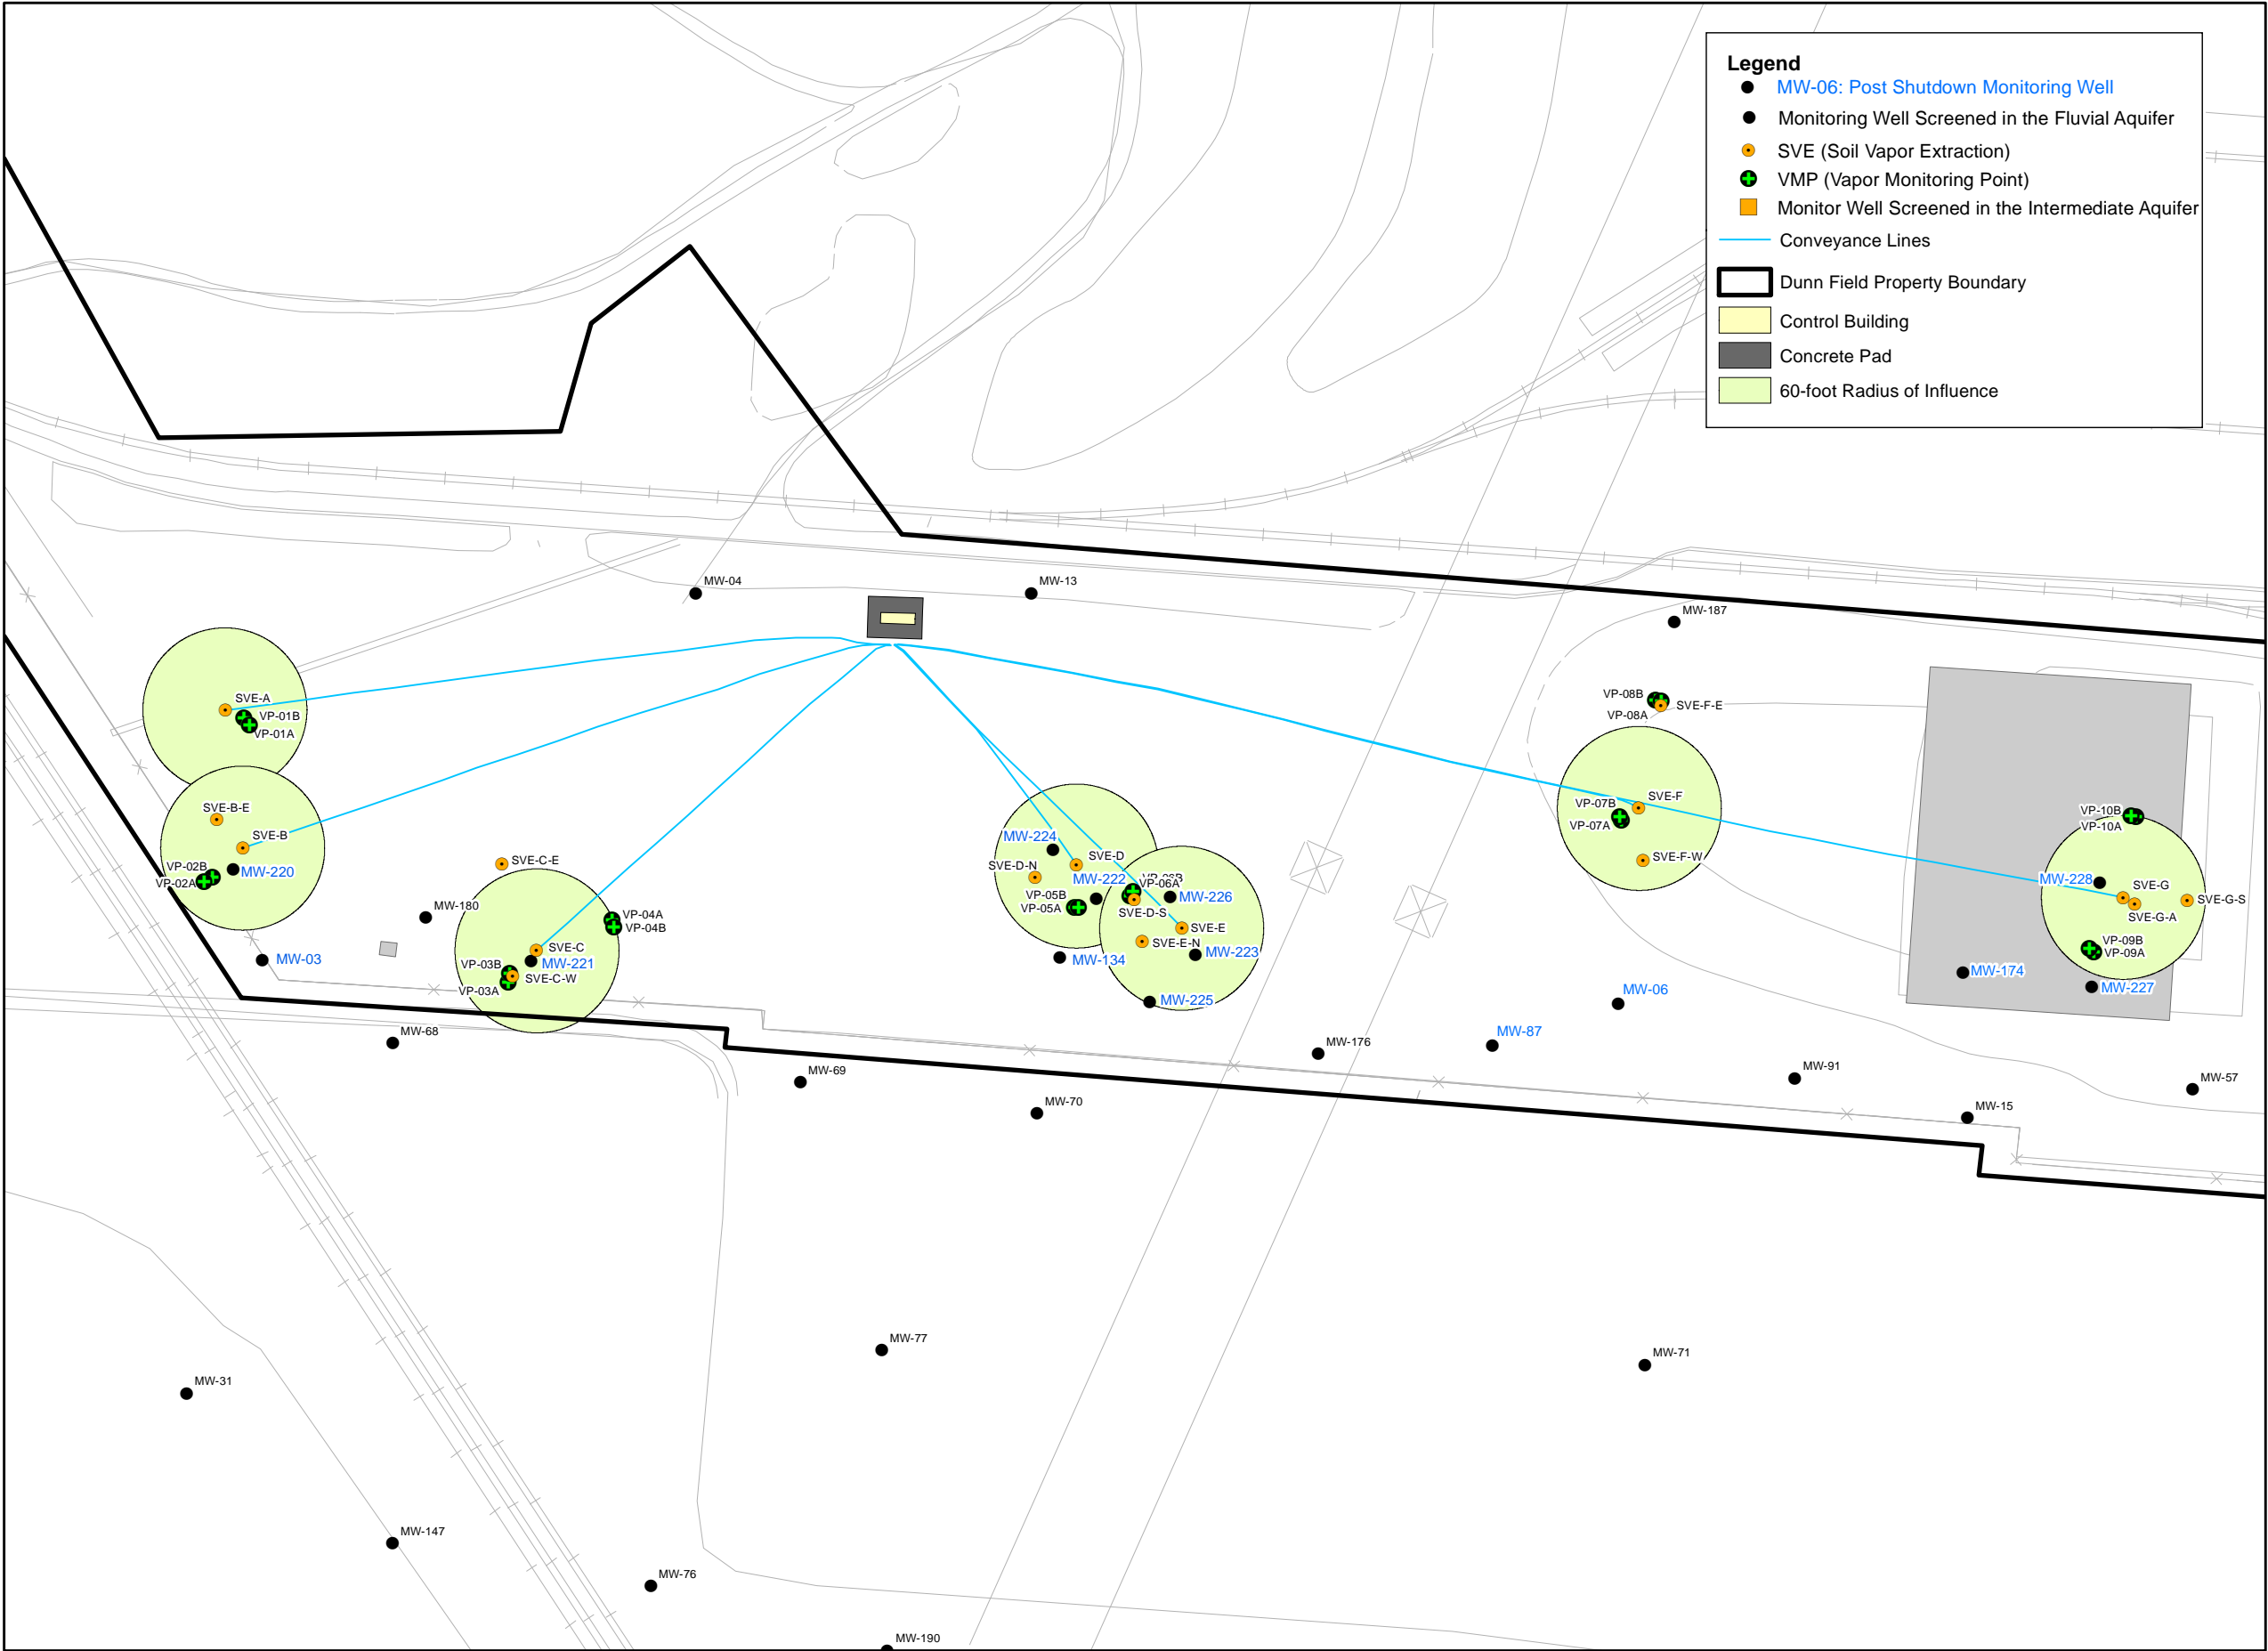 Legend
MW-06: Post Shutdown Monitoring Well
Monitoring Well Screened in the Fluvial Aquifer
SVE (Soil Vapor Extraction)
VMP (Vapor Monitoring Point)
Monitor Well Screened in the Intermediate Aquifer
Conveyance Lines
Dunn Field Property Boundary
Control Building
Concrete Pad
60-foot Radius of Influence
MW-04
MW-13
MW-187
SVE-A
VP-01B
VP-01A
VP-08B
SVE-F-E
VP-08A
SVE-B-E
SVE-B
VP-02B
MW-220
VP-02A
SVE-C-E
MW-180
VP-04A
VP-04B
MW-03
SVE-C
MW-221
VP-03B
SVE-C-W
VP-03A
MW-224
SVE-D
SVE-D-N
MW-222
VP-06B
VP-06A
VP-05B
VP-05A
MW-226
SVE-D-S
SVE-E
SVE-E-N
MW-223
MW-134
MW-225
VP-07B
SVE-F
VP-07A
SVE-F-W
VP-10B
VP-10A
MW-228
SVE-G
SVE-G-S
SVE-G-A
VP-09B
VP-09A
MW-174
MW-227
MW-06
MW-87
MW-68
MW-176
MW-69
MW-91
MW-57
MW-70
MW-15
MW-77
MW-71
MW-31
MW-147
MW-76
MW-190